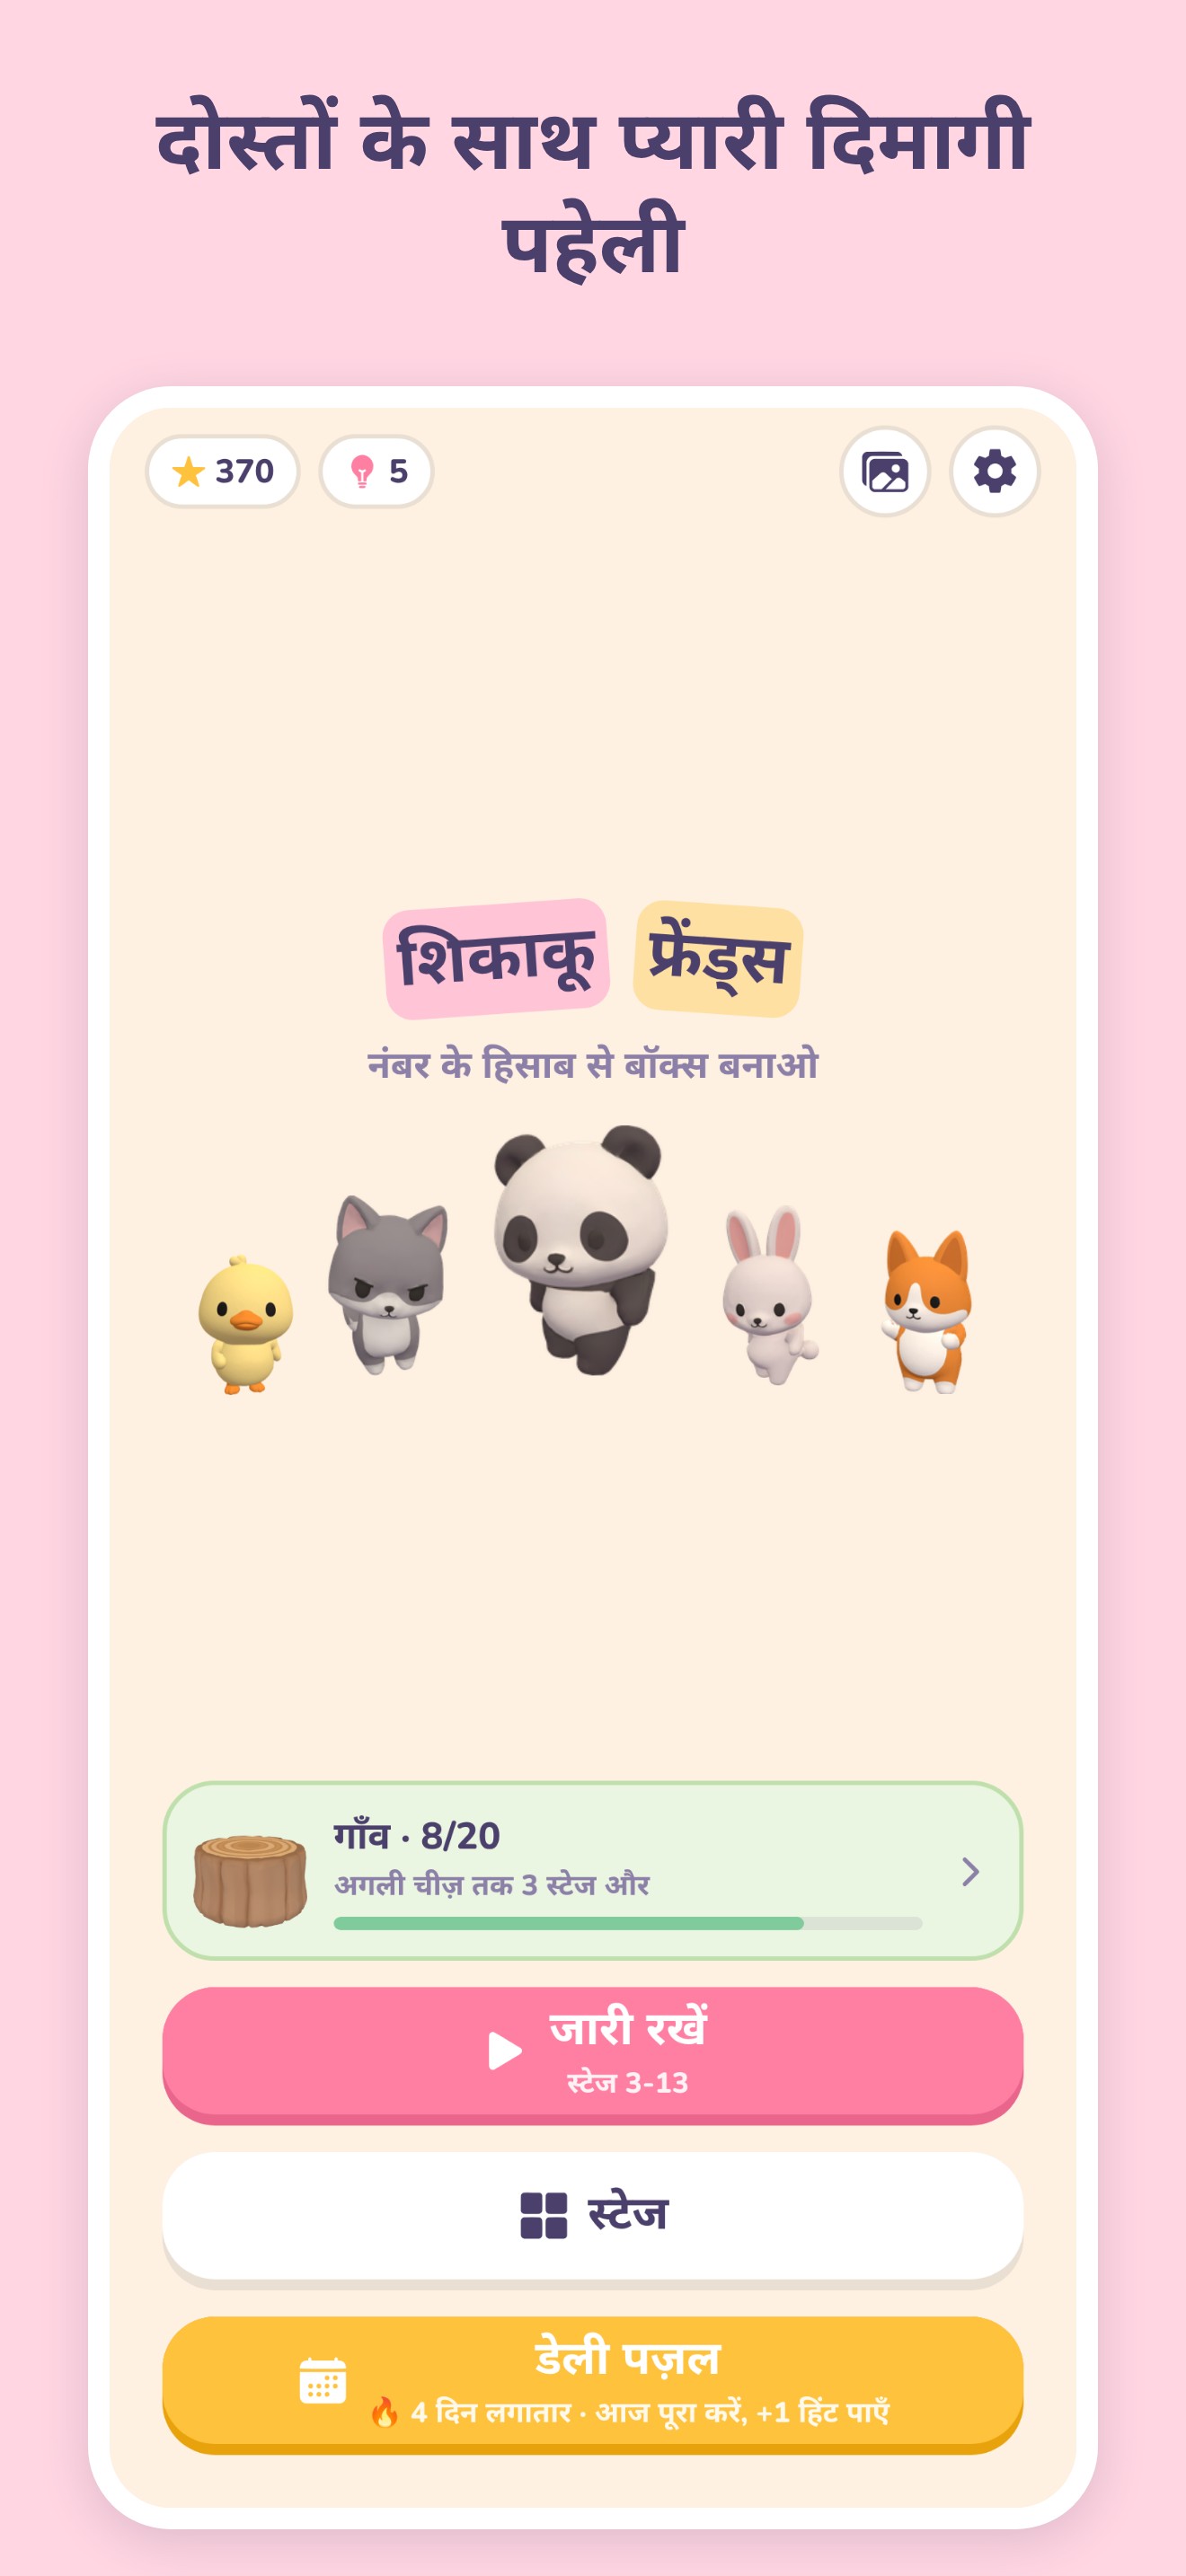 दोस्तों के साथ प्यारी दिमागी
पहेली
370
5
शिकाकू फ्रेंड्स
नंबर के हिसाब से बॉक्स बनाओ
गाँव · 8/20
अगली चीज़ तक 3 स्टेज और
जारी रखें
स्टेज 3-13
स्टेज
डेली पज़ल
🔥 4 दिन लगातार · आज पूरा करें, +1 हिंट पाएँ